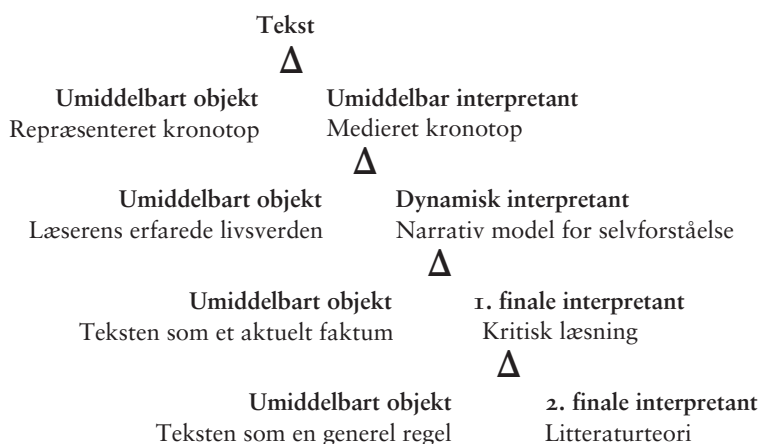 Tekst
Δ
Umiddelbart objekt Umiddelbar interpretant
Repræsenteret kronotop Medieret kronotop
Δ
Umiddelbart objekt Dynamisk interpretant
Læserens erfarede livsverden Narrativ model for selvforståelse
Δ
Umiddelbart objekt 1. finale interpretant
Teksten som et aktuelt faktum Kritisk læsning
Δ
Umiddelbart objekt 2. finale interpretant
Teksten som en generel regel Litteraturteori